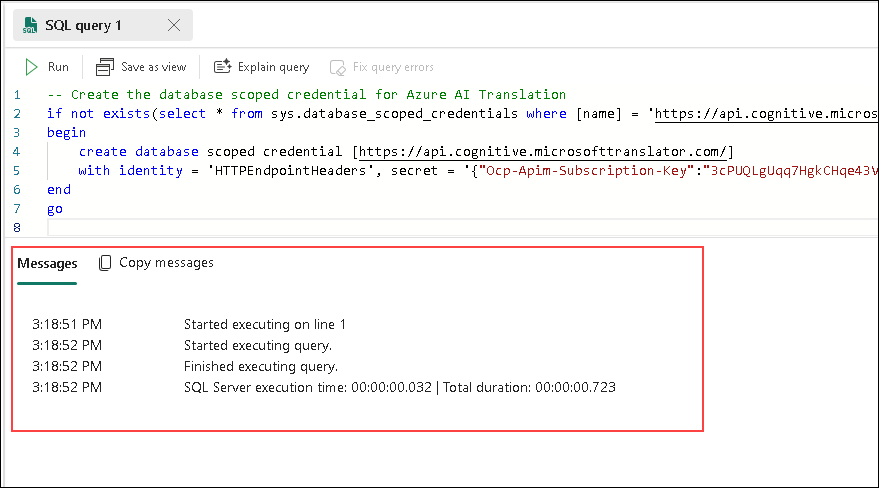 SQL query 1
Run Save as view Explain query Fix query errors
1 -- Create the database scoped credential for Azure AI Translation
2 if not exists(select * from sys.database_scoped_credentials where [name] = 'https://api.cognitive.micros
3 begin
4 create database scoped credential [https://api.cognitive.microsofttranslator.com/]
5 with identity = 'HTTPEndpointHeaders', secret = '{"Ocp-Apim-Subscription-Key":"3cPUQLgUqq7HgkCHqe43V
6 end
7 go
8
Messages Copy messages
3:18:51 PM Started executing on line 1
3:18:52 PM Started executing query.
3:18:52 PM Finished executing query.
3:18:52 PM SQL Server execution time: 00:00:00.032 | Total duration: 00:00:00.723